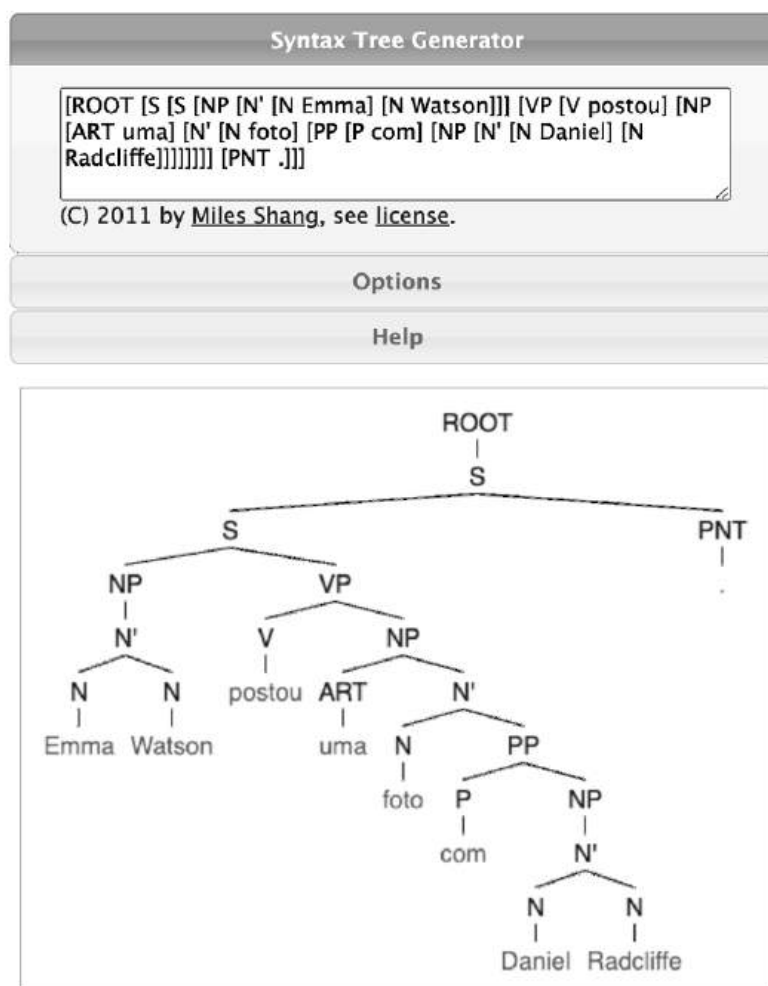 Syntax Tree Generator
[ROOT [S [S [NP [N' [N Emma] [N Watson]]] [VP [V postou] [NP
[ART uma] [N' [N foto] [PP [P com] [NP [N' [N Daniel] [N
Radcliffe]]]]]]]] [PNT .]]]
(C) 2011 by Miles Shang, see license.
Options
Help
ROOT
S
S PNT
NP VP .
N' V NP
N N postou ART N'
Emma Watson uma N PP
foto P NP
com N'
N N
Daniel Radcliffe